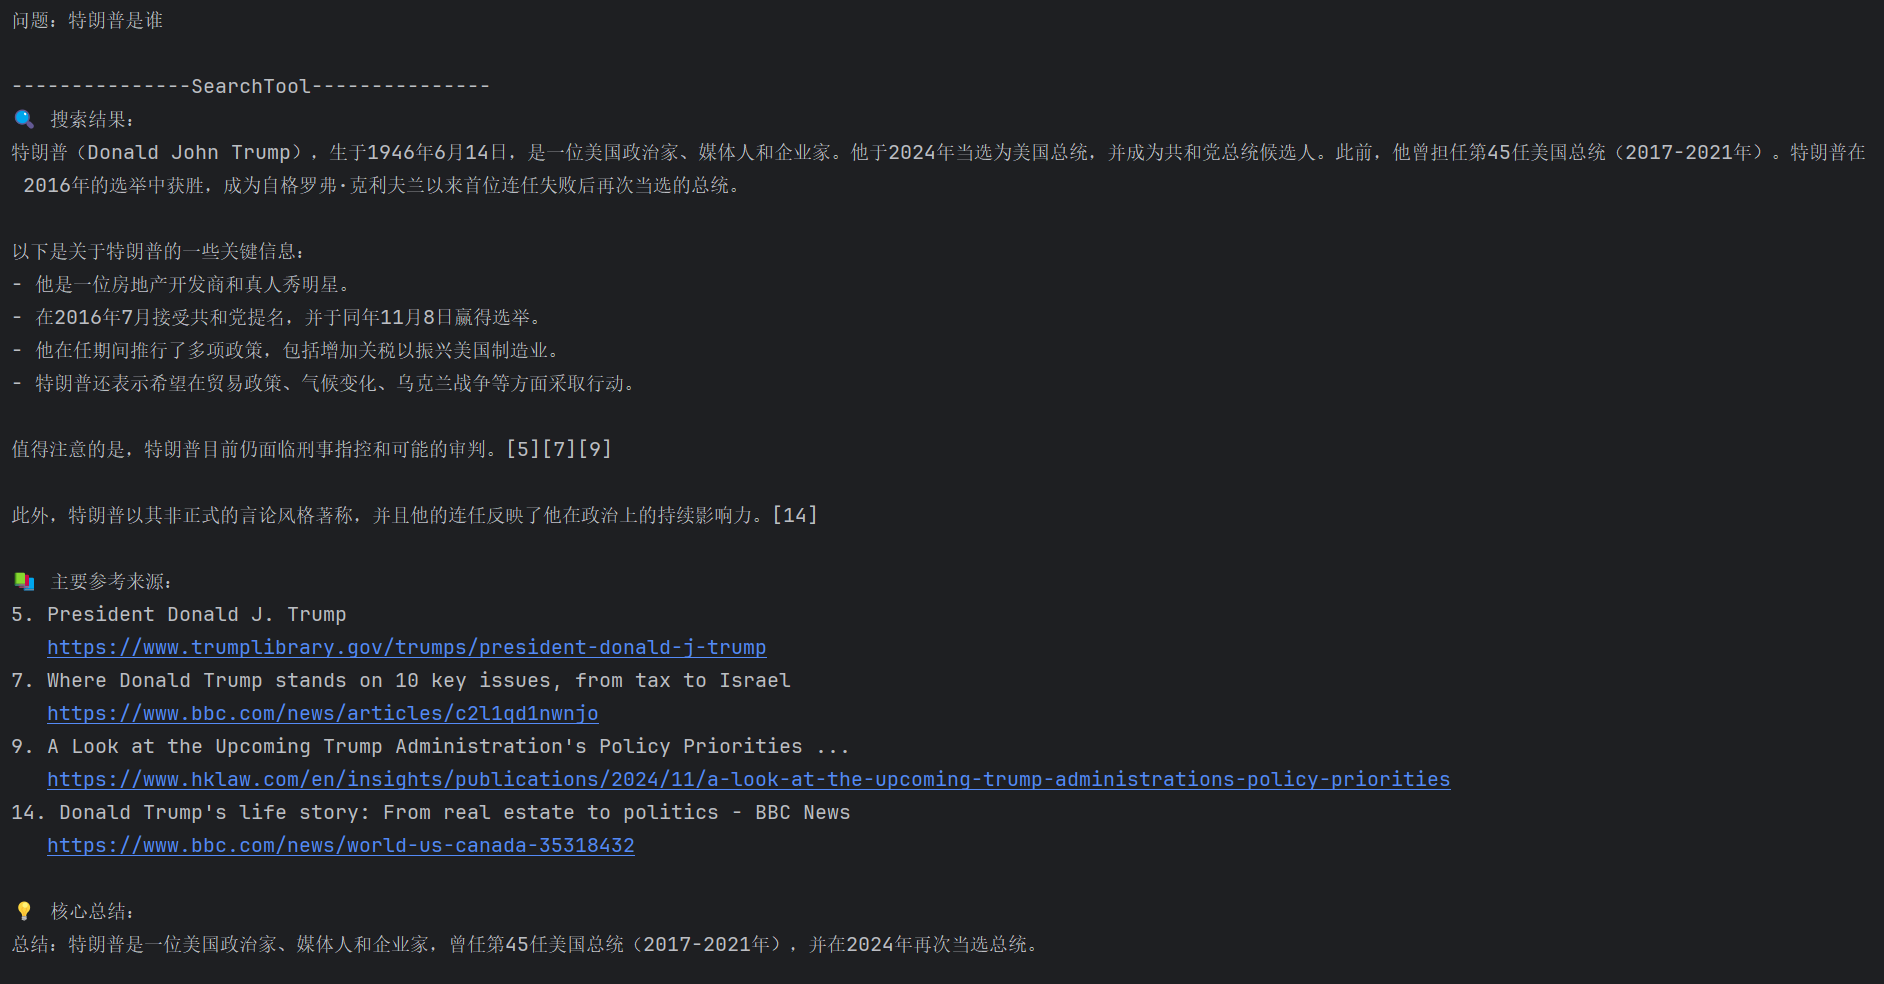 问题：特朗普是谁
---------------SearchTool---------------
🔍 搜索结果：
特朗普（Donald John Trump），生于1946年6月14日，是一位美国政治家、媒体人和企业家。他于2024年当选为美国总统，并成为共和党总统候选人。此前，他曾担任第45任美国总统（2017-2021年）。特朗普在
2016年的选举中获胜，成为自格罗弗·克利夫兰以来首位连任失败后再次当选的总统。
以下是关于特朗普的一些关键信息：
- 他是一位房地产开发商和真人秀明星。
- 在2016年7月接受共和党提名，并于同年11月8日赢得选举。
- 他在任期间推行了多项政策，包括增加关税以振兴美国制造业。
- 特朗普还表示希望在贸易政策、气候变化、乌克兰战争等方面采取行动。
值得注意的是，特朗普目前仍面临刑事指控和可能的审判。[5][7][9]
此外，特朗普以其非正式的言论风格著称，并且他的连任反映了他在政治上的持续影响力。[14]
📚 主要参考来源：
5. President Donald J. Trump
https://www.trumplibrary.gov/trumps/president-donald-j-trump
7. Where Donald Trump stands on 10 key issues, from tax to Israel
https://www.bbc.com/news/articles/c2l1qd1nwnjo
9. A Look at the Upcoming Trump Administration's Policy Priorities ...
https://www.hklaw.com/en/insights/publications/2024/11/a-look-at-the-upcoming-trump-administrations-policy-priorities
14. Donald Trump's life story: From real estate to politics - BBC News
https://www.bbc.com/news/world-us-canada-35318432
💡 核心总结：
总结：特朗普是一位美国政治家、媒体人和企业家，曾任第45任美国总统（2017-2021年），并在2024年再次当选总统。